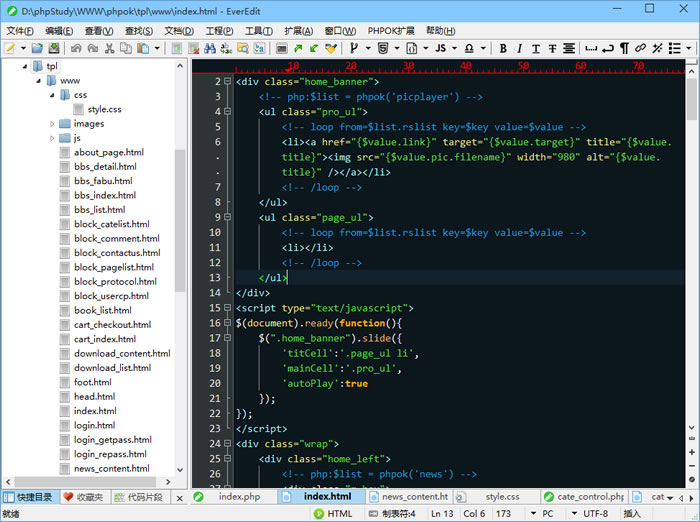 D:\phpStudy\WWW\phpok\tpl\www\index.html - EverEdit
文件(F) 编辑(E) 查看(V) 查找(S) 文档(D) 工程(P) 工具(T) 扩展(A) 窗口(W) PHPOK扩展 帮助(H)
JS
B I T T S
tpl
www
css
style.css
images
js
about_page.html
bbs_detail.html
bbs_fabu.html
bbs_index.html
bbs_list.html
block_catelist.html
block_comment.html
block_contactus.html
block_pagelist.html
block_protocol.html
block_usercp.html
book_list.html
cart_checkout.html
cart_index.html
download_content.html
download_list.html
foot.html
head.html
index.html
login.html
login_getpass.html
login_repass.html
news_content.html
快捷目录 收藏夹 代码片段
10 20 30 40 50 60 70
2 <div class="home_banner">
3 <!-- php:$list = phpok('picplayer') -->
4 <ul class="pro_ul">
5 <!-- loop from=$list.rslist key=$key value=$value -->
6 <li><a href="{$value.link}" target="{$value.target}" title="{$value.
. title}"><img src="{$value.pic.filename}" width="980" alt="{$value.
. title}" /></a></li>
7 <!-- /loop -->
8 </ul>
9 <ul class="page_ul">
10 <!-- loop from=$list.rslist key=$key value=$value -->
11 <li></li>
12 <!-- /loop -->
13 </ul>
14 </div>
15 <script type="text/javascript">
16 $(document).ready(function(){
17 $(".home_banner").slide({
18 'titCell':'.page_ul li',
19 'mainCell':'.pro_ul',
20 'autoPlay':true
21 });
22 });
23 </script>
24 <div class="wrap">
25 <div class="home_left">
26 <!-- php:$list = phpok('news') -->
27
index.php index.html news_content.ht style.css cate_control.php cat
就绪 HTML 制表符:4 Ln 13 Col 6 173 PC UTF-8 插入